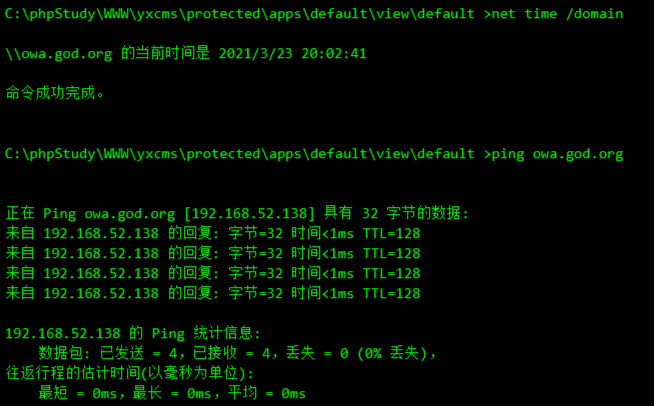 C:\phpStudy\WWW\yxcms\protected\apps\default\view\default >net time /domain
\\owa.god.org 的当前时间是 2021/3/23 20:02:41
命令成功完成。
C:\phpStudy\WWW\yxcms\protected\apps\default\view\default >ping owa.god.org
正在 Ping owa.god.org [192.168.52.138] 具有 32 字节的数据:
来自 192.168.52.138 的回复: 字节=32 时间<1ms TTL=128
来自 192.168.52.138 的回复: 字节=32 时间<1ms TTL=128
来自 192.168.52.138 的回复: 字节=32 时间<1ms TTL=128
来自 192.168.52.138 的回复: 字节=32 时间<1ms TTL=128
192.168.52.138 的 Ping 统计信息:
数据包: 已发送 = 4，已接收 = 4，丢失 = 0 (0% 丢失)，
往返行程的估计时间(以毫秒为单位):
最短 = 0ms，最长 = 0ms，平均 = 0ms